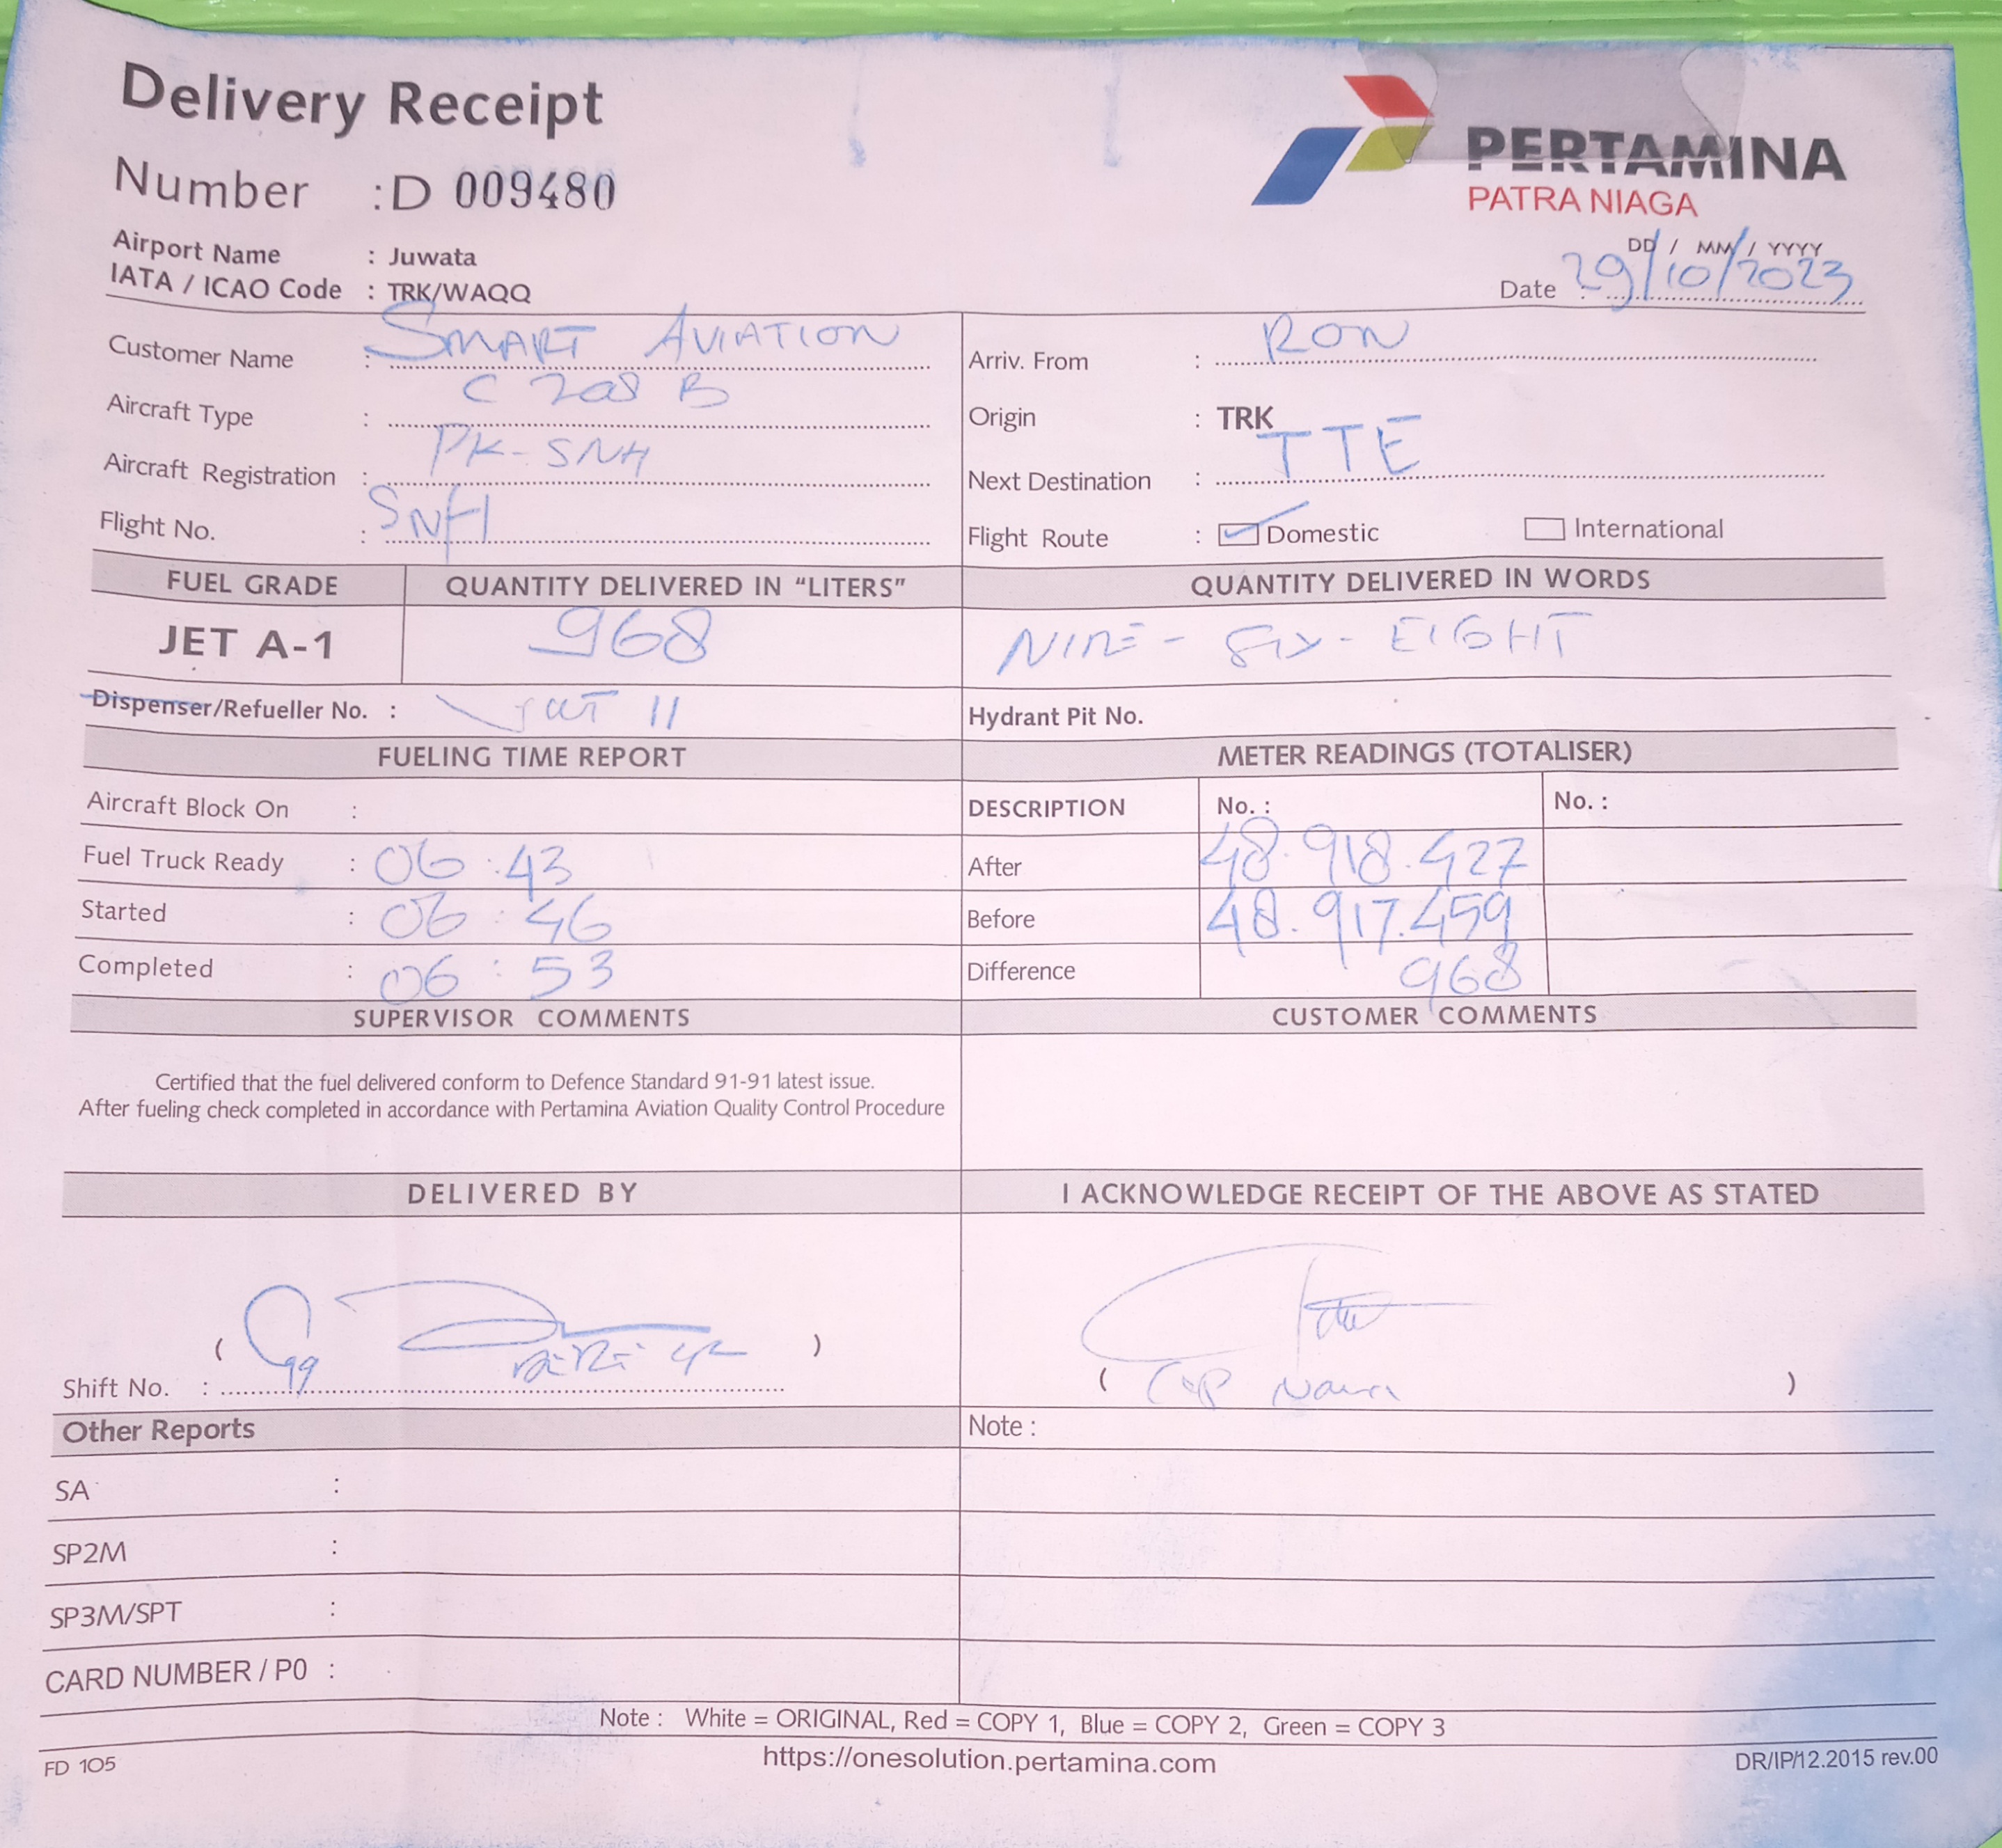 Delivery Receipt
Number : D 009480
PERTAMINA
PATRA NIAGA
Airport Name : Juwata
IATA / ICAO Code : TRK/WAQQ
DD / MM / YYYY
Date : 29/10/2023
Customer Name : SMART AVIATION
Arriv. From : RON
Aircraft Type : C 208 B
Origin : TRK
Aircraft Registration : PK-SNH
Next Destination : TTE
Flight No. : SNH
Flight Route : Domestic International
FUEL GRADE QUANTITY DELIVERED IN “LITERS” QUANTITY DELIVERED IN WORDS
JET A-1 968 NINE - SIX - EIGHT
Dispenser/Refueller No. : 11
Hydrant Pit No.
FUELING TIME REPORT METER READINGS (TOTALISER)
Aircraft Block On :
DESCRIPTION No. : No. :
Fuel Truck Ready : 06 : 43
After 48.918.427
Started : 06 : 46
Before 48.917.459
Completed : 06 : 53
Difference 968
SUPERVISOR COMMENTS CUSTOMER COMMENTS
Certified that the fuel delivered conform to Defence Standard 91-91 latest issue.
After fueling check completed in accordance with Pertamina Aviation Quality Control Procedure
DELIVERED BY I ACKNOWLEDGE RECEIPT OF THE ABOVE AS STATED
( )
Shift No. :
( )
Other Reports Note :
SA :
SP2M :
SP3M/SPT :
CARD NUMBER / P0 :
Note : White = ORIGINAL, Red = COPY 1, Blue = COPY 2, Green = COPY 3
FD 105 https://onesolution.pertamina.com DR/IP/12.2015 rev.00